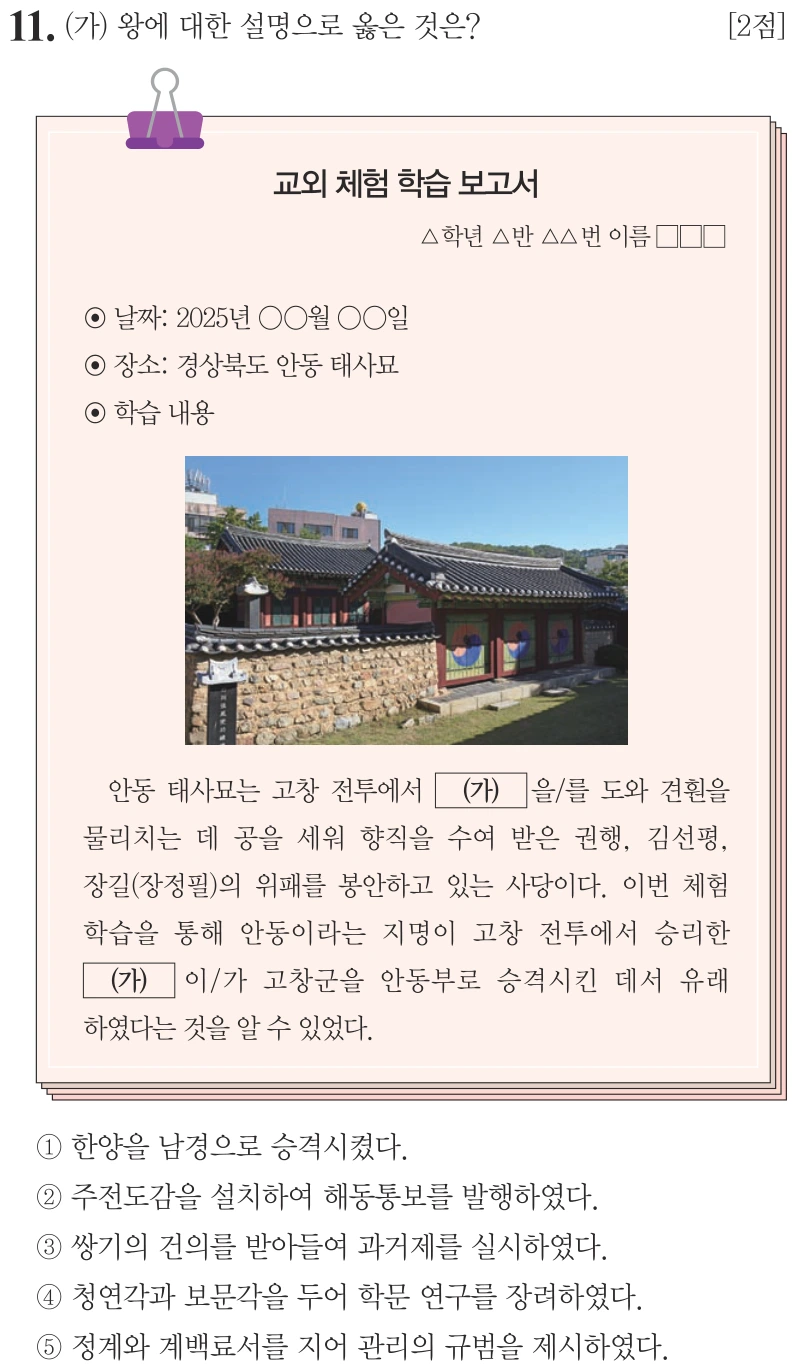 11. (가) 왕에 대한 설명으로 옳은 것은? [2점]
교외 체험 학습 보고서
△학년 △반 △△번 이름 □□□
⊙ 날짜: 2025년 ○○월 ○○일
⊙ 장소: 경상북도 안동 태사묘
⊙ 학습 내용
안동 태사묘는 고창 전투에서 (가) 을/를 도와 견훤을
물리치는 데 공을 세워 향직을 수여 받은 권행, 김선평,
장길(장정필)의 위패를 봉안하고 있는 사당이다. 이번 체험
학습을 통해 안동이라는 지명이 고창 전투에서 승리한
(가) 이/가 고창군을 안동부로 승격시킨 데서 유래
하였다는 것을 알 수 있었다.
① 한양을 남경으로 승격시켰다.
② 주전도감을 설치하여 해동통보를 발행하였다.
③ 쌍기의 건의를 받아들여 과거제를 실시하였다.
④ 청연각과 보문각을 두어 학문 연구를 장려하였다.
⑤ 정계와 계백료서를 지어 관리의 규범을 제시하였다.